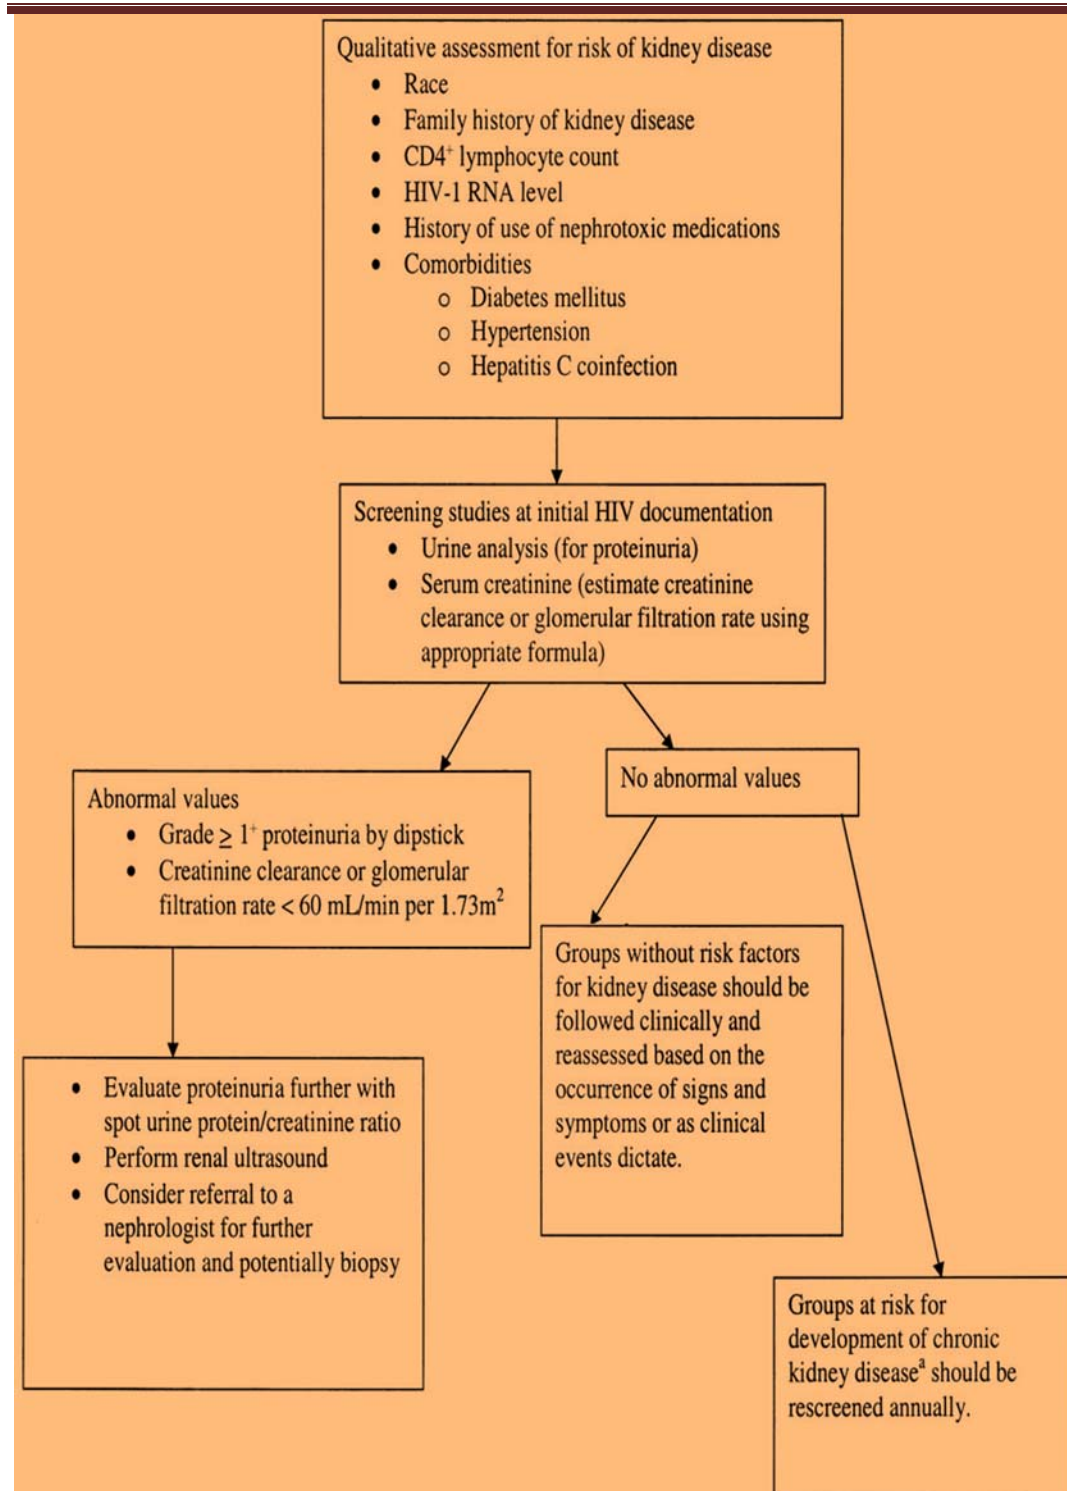 Qualitative assessment for risk of kidney disease
• Race
• Family history of kidney disease
• CD4⁺ lymphocyte count
• HIV-1 RNA level
• History of use of nephrotoxic medications
• Comorbidities
o Diabetes mellitus
o Hypertension
o Hepatitis C coinfection
Screening studies at initial HIV documentation
• Urine analysis (for proteinuria)
• Serum creatinine (estimate creatinine
clearance or glomerular filtration rate using
appropriate formula)
Abnormal values
• Grade ≥ 1⁺ proteinuria by dipstick
• Creatinine clearance or glomerular
filtration rate < 60 mL/min per 1.73m²
No abnormal values
• Evaluate proteinuria further with
spot urine protein/creatinine ratio
• Perform renal ultrasound
• Consider referral to a
nephrologist for further
evaluation and potentially biopsy
Groups without risk factors
for kidney disease should be
followed clinically and
reassessed based on the
occurrence of signs and
symptoms or as clinical
events dictate.
Groups at risk for
development of chronic
kidney diseaseᵃ should be
rescreened annually.